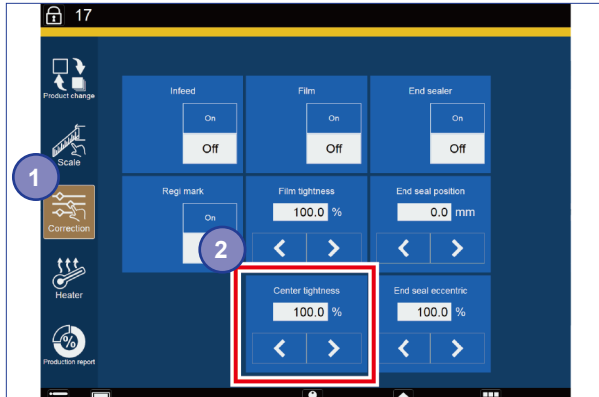 17
Product change
Infeed
On
Off
Film
On
Off
End sealer
On
Off
Scale
1
Correction
Regi mark
On
2
Film tightness
100.0 %
End seal position
0.0 mm
Heater
Center tightness
100.0 %
End seal eccentric
100.0 %
%
Production report